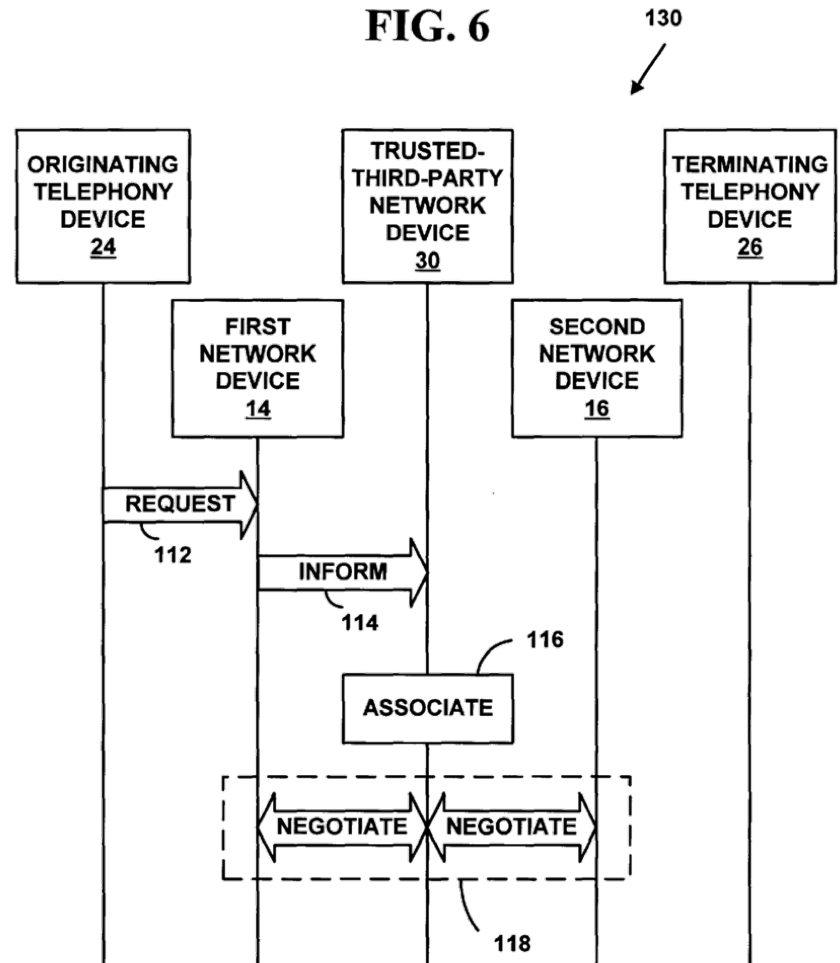 FIG. 6
130
ORIGINATING
TELEPHONY
DEVICE
24
TRUSTED-
THIRD-PARTY
NETWORK
DEVICE
30
TERMINATING
TELEPHONY
DEVICE
26
FIRST
NETWORK
DEVICE
14
SECOND
NETWORK
DEVICE
16
REQUEST
112
INFORM
114
116
ASSOCIATE
NEGOTIATE
NEGOTIATE
118